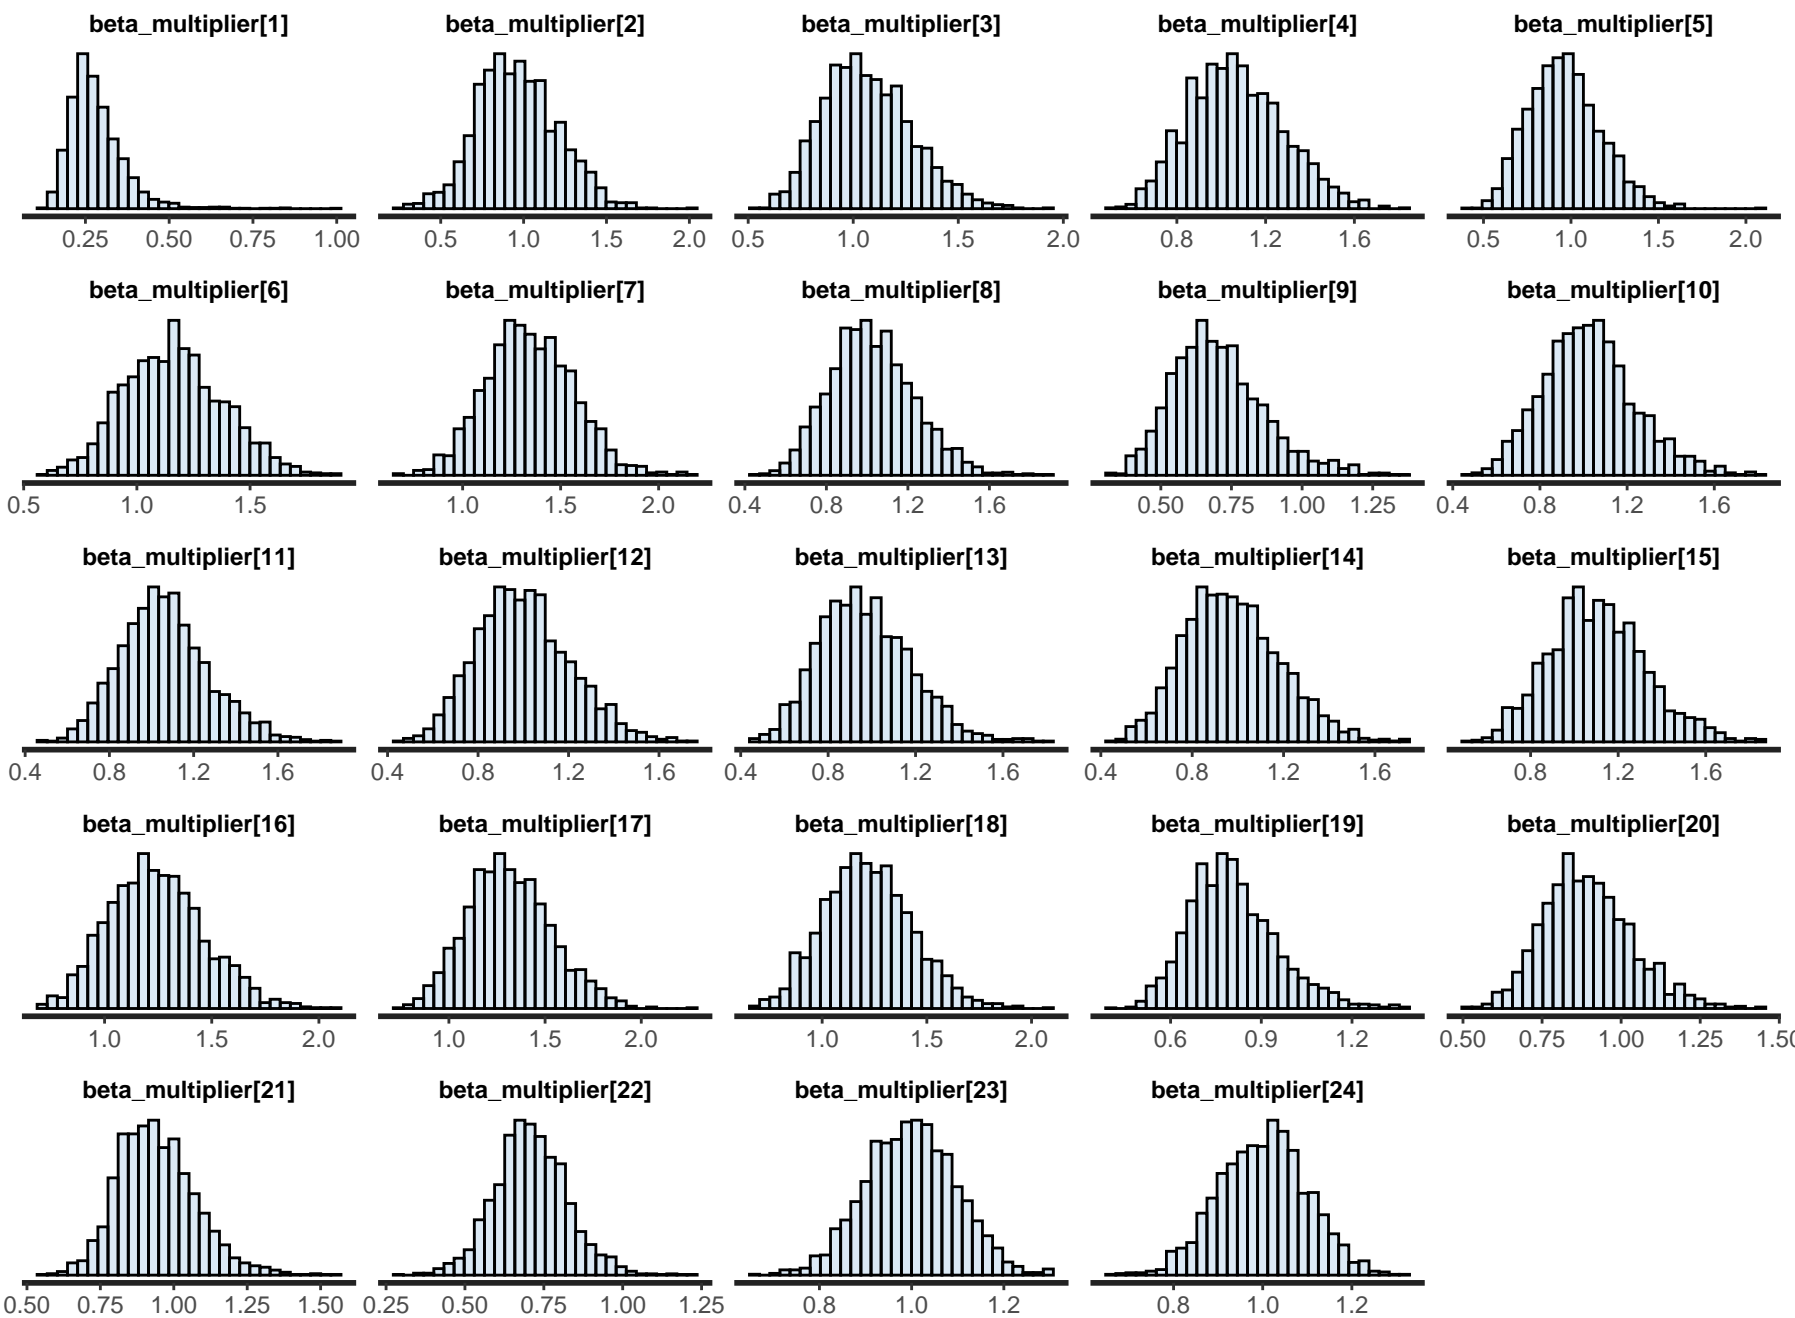 beta_multiplier[1] beta_multiplier[2] beta_multiplier[3] beta_multiplier[4] beta_multiplier[5]
0.25 0.50 0.75 1.00 0.5 1.0 1.5 2.0 0.5 1.0 1.5 2.0 0.8 1.2 1.6 0.5 1.0 1.5 2.0
beta_multiplier[6] beta_multiplier[7] beta_multiplier[8] beta_multiplier[9] beta_multiplier[10]
0.5 1.0 1.5 1.0 1.5 2.0 0.4 0.8 1.2 1.6 0.50 0.75 1.00 1.25 0.4 0.8 1.2 1.6
beta_multiplier[11] beta_multiplier[12] beta_multiplier[13] beta_multiplier[14] beta_multiplier[15]
0.4 0.8 1.2 1.6 0.4 0.8 1.2 1.6 0.4 0.8 1.2 1.6 0.4 0.8 1.2 1.6 0.8 1.2 1.6
beta_multiplier[16] beta_multiplier[17] beta_multiplier[18] beta_multiplier[19] beta_multiplier[20]
1.0 1.5 2.0 1.0 1.5 2.0 1.0 1.5 2.0 0.6 0.9 1.2 0.50 0.75 1.00 1.25 1.50
beta_multiplier[21] beta_multiplier[22] beta_multiplier[23] beta_multiplier[24]
0.50 0.75 1.00 1.25 1.50 0.25 0.50 0.75 1.00 1.25 0.8 1.0 1.2 0.8 1.0 1.2